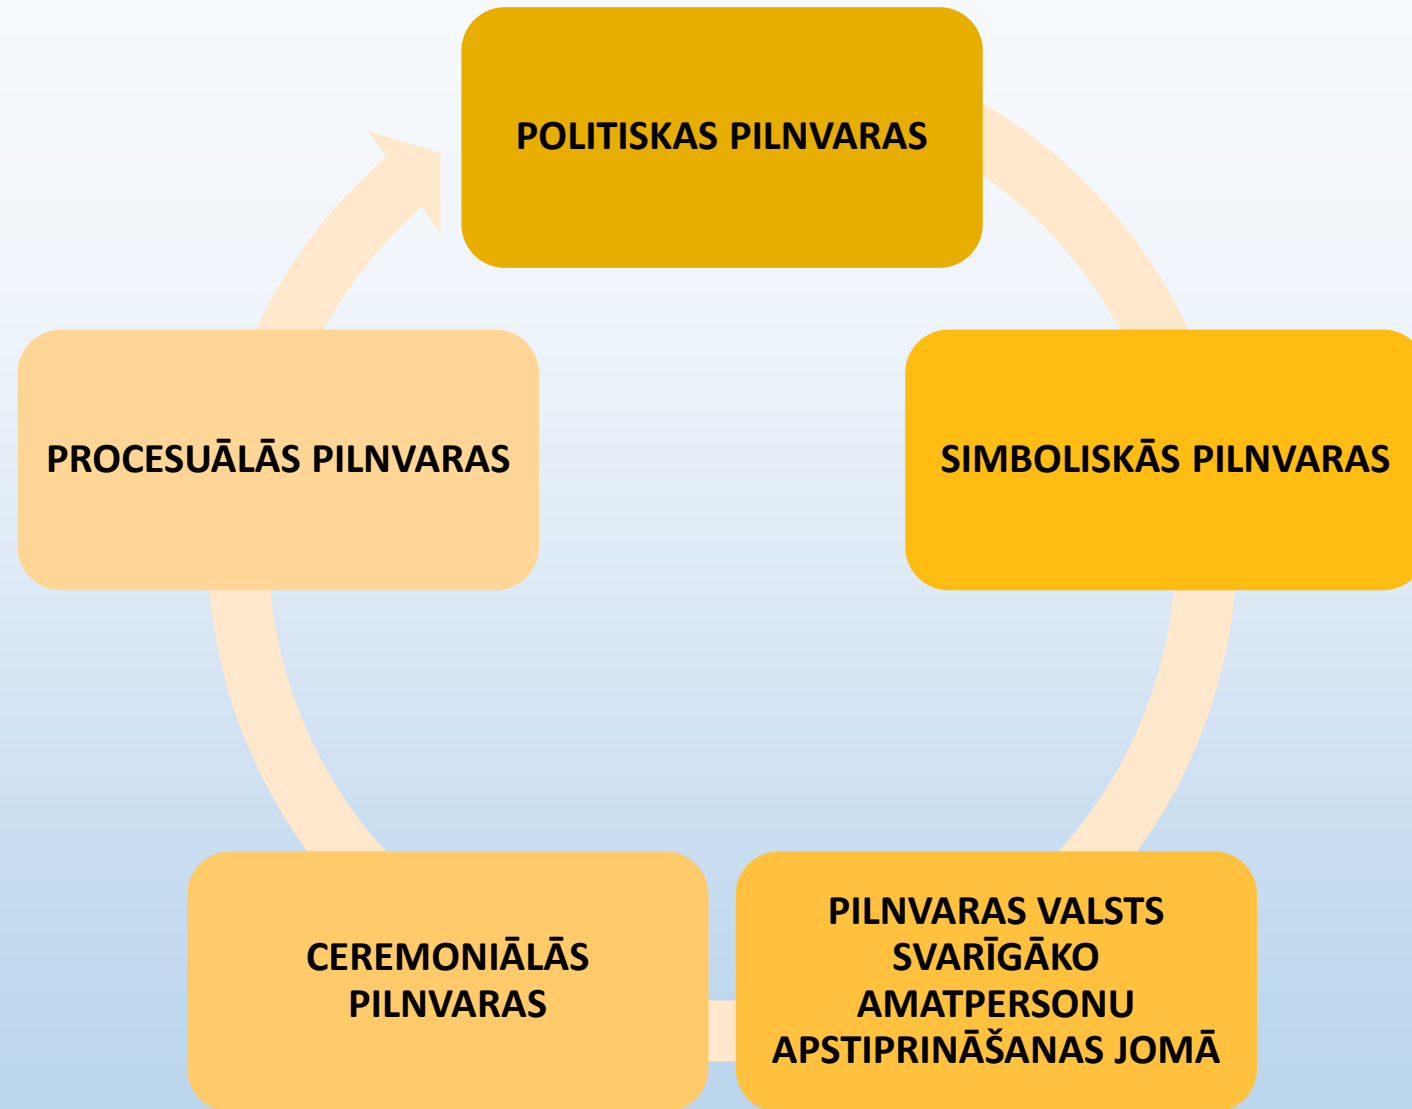 POLITISKAS PILNVARAS
SIMBOLISKĀS PILNVARAS
PILNVARAS VALSTS
SVARĪGĀKO
AMATPERSONU
APSTIPRINĀŠANAS JOMĀ
CEREMONIĀLĀS
PILNVARAS
PROCESUĀLĀS PILNVARAS